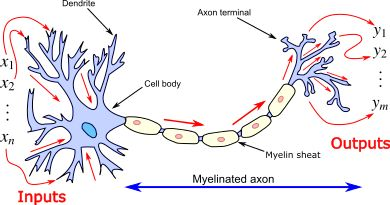 Dendrite
Axon terminal
x1
x2
⋮
xn
Cell body
y1
y2
⋮
ym
Myelin sheat
Outputs
Inputs
Myelinated axon